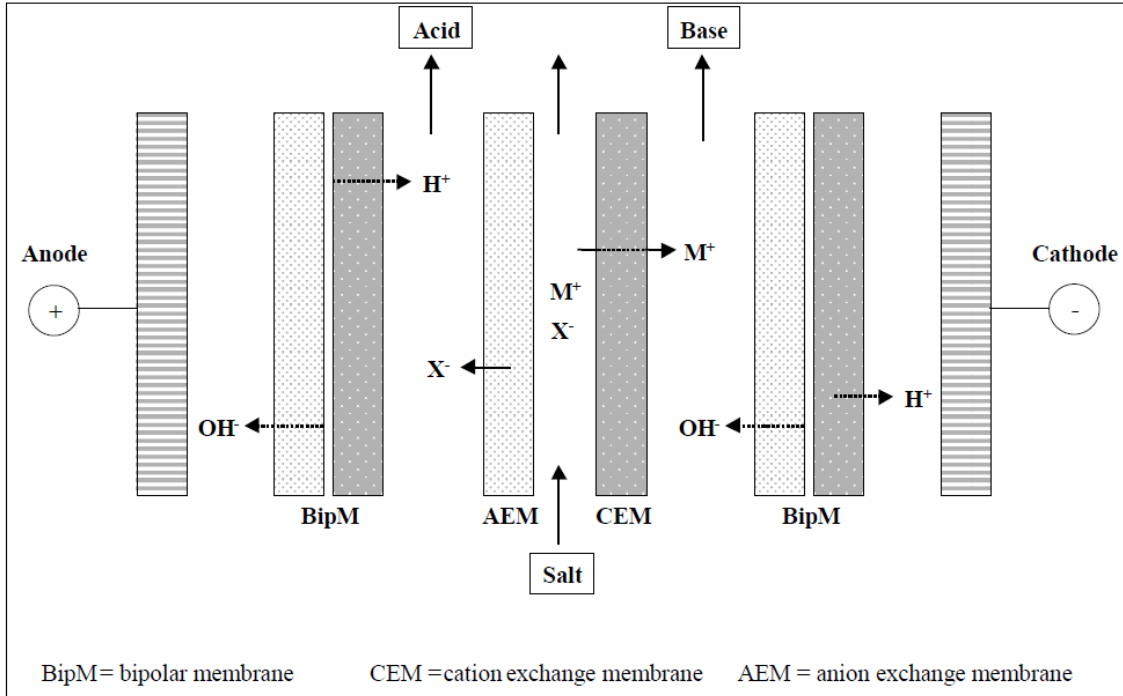 Acid
Base
H⁺
Anode
M⁺
Cathode
+
M⁺
-
X⁻
X⁻
H⁺
OH⁻
OH⁻
BipM
AEM
CEM
BipM
Salt
BipM = bipolar membrane
CEM =cation exchange membrane
AEM = anion exchange membrane